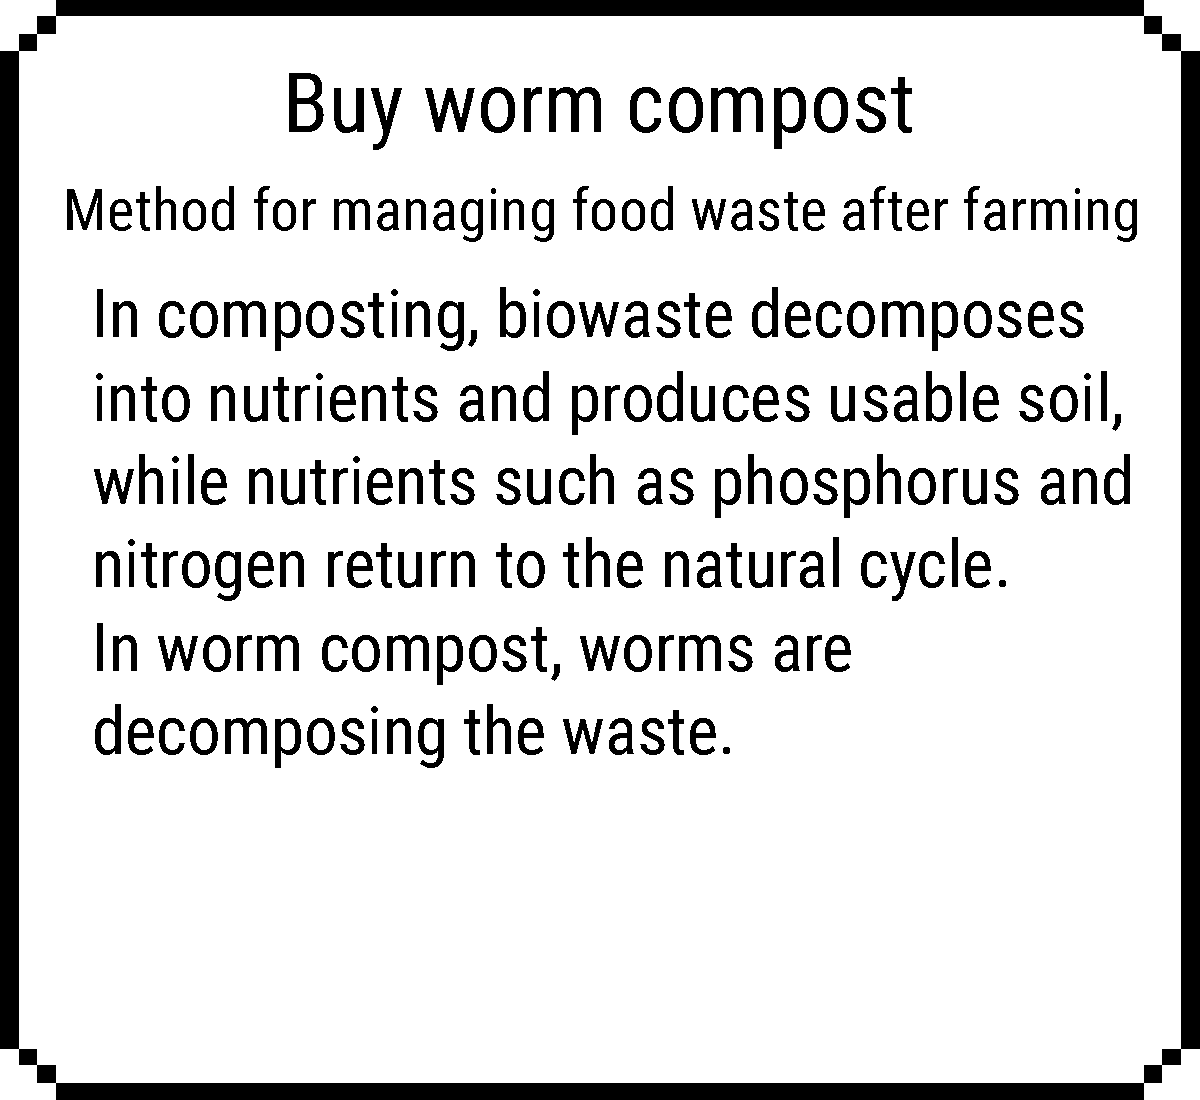 Buy worm compost
Method for managing food waste after farming
In composting, biowaste decomposes
into nutrients and produces usable soil,
while nutrients such as phosphorus and
nitrogen return to the natural cycle.
In worm compost, worms are
decomposing the waste.